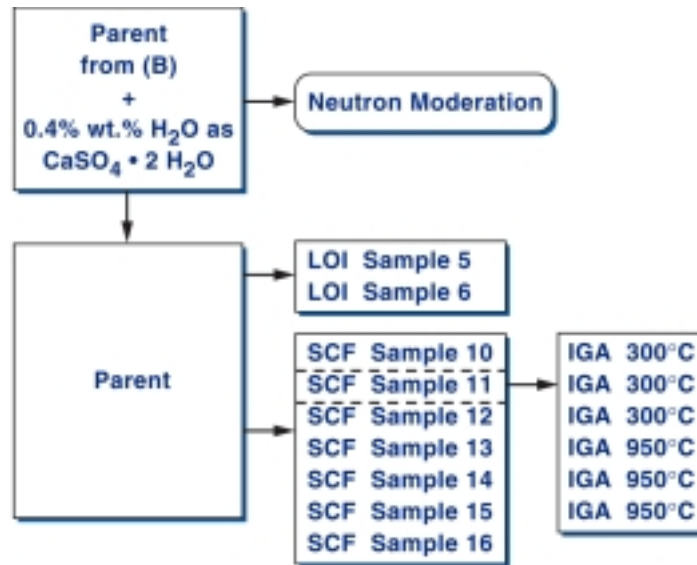 Parent
from (B)
+
0.4% wt.% H₂O as
CaSO₄ • 2 H₂O
Neutron Moderation
Parent
LOI Sample 5
LOI Sample 6
SCF Sample 10
SCF Sample 11
SCF Sample 12
SCF Sample 13
SCF Sample 14
SCF Sample 15
SCF Sample 16
IGA 300°C
IGA 300°C
IGA 300°C
IGA 950°C
IGA 950°C
IGA 950°C